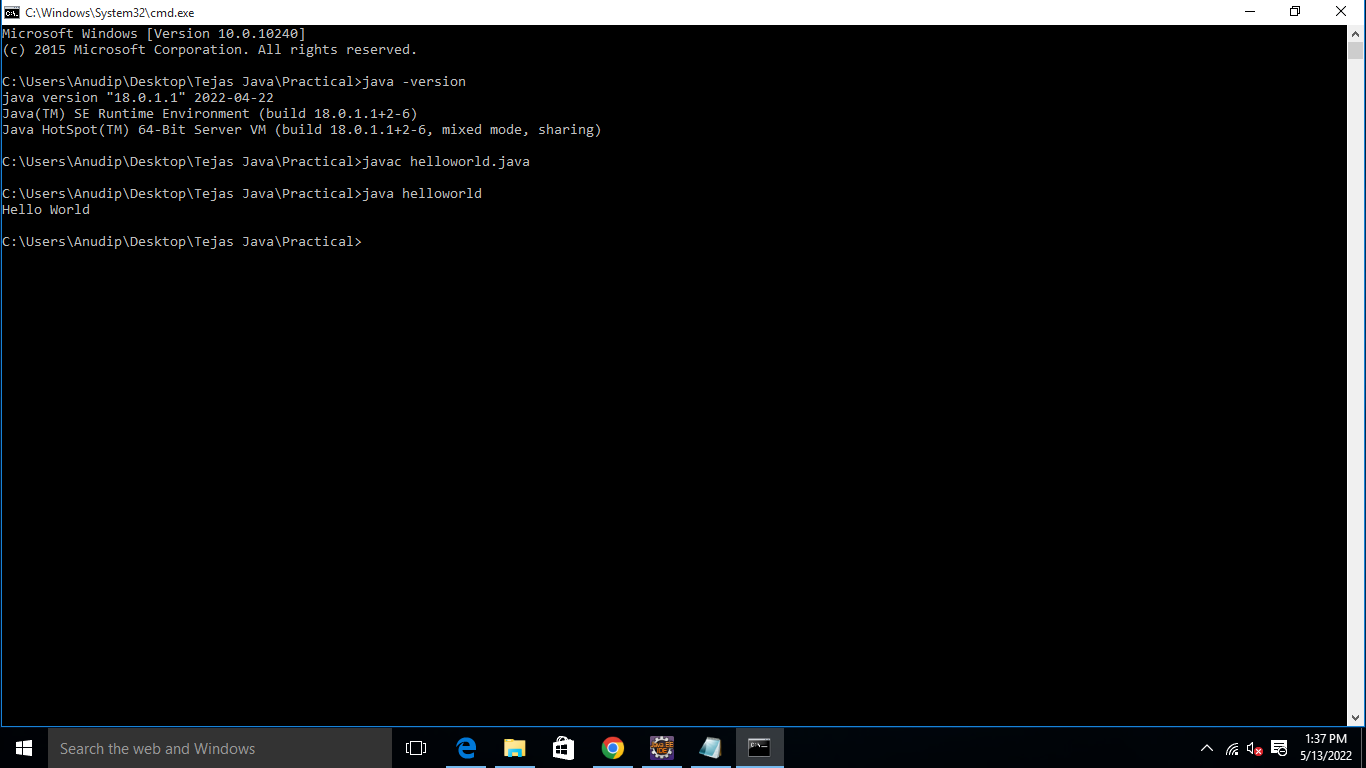 C:\Windows\System32\cmd.exe
Microsoft Windows [Version 10.0.10240]
(c) 2015 Microsoft Corporation. All rights reserved.
C:\Users\Anudip\Desktop\Tejas Java\Practical>java -version
java version "18.0.1.1" 2022-04-22
Java(TM) SE Runtime Environment (build 18.0.1.1+2-6)
Java HotSpot(TM) 64-Bit Server VM (build 18.0.1.1+2-6, mixed mode, sharing)
C:\Users\Anudip\Desktop\Tejas Java\Practical>javac helloworld.java
C:\Users\Anudip\Desktop\Tejas Java\Practical>java helloworld
Hello World
C:\Users\Anudip\Desktop\Tejas Java\Practical>
Search the web and Windows
1:37 PM
5/13/2022